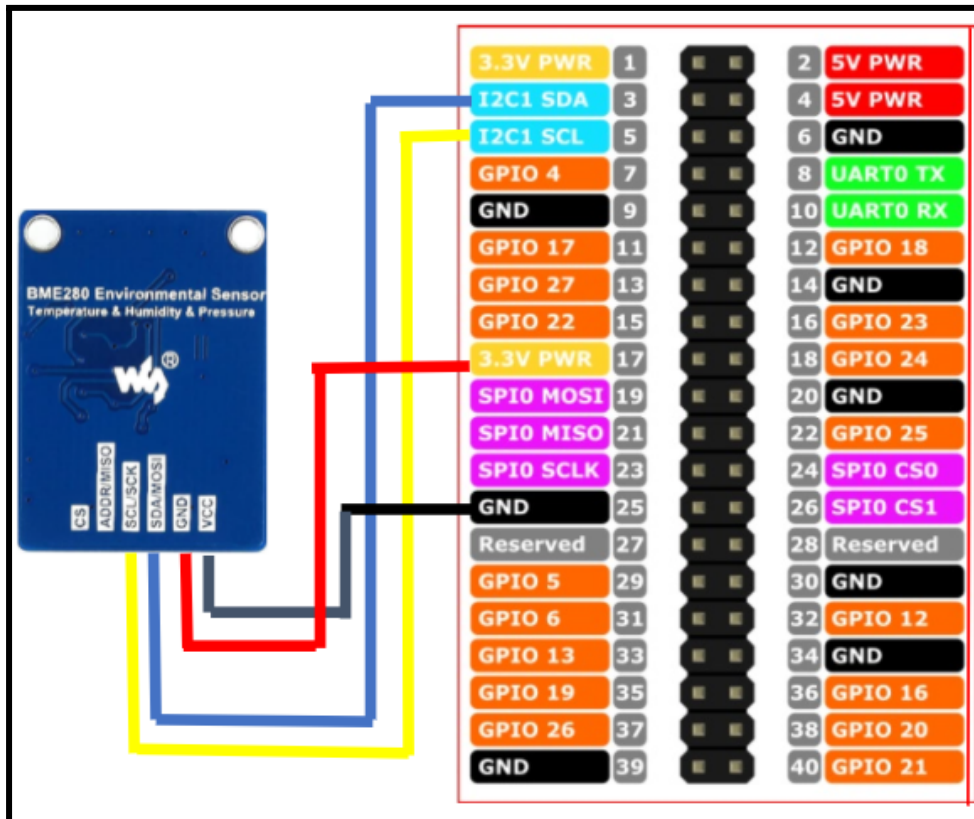 3.3V PWR 1 2 5V PWR
I2C1 SDA 3 4 5V PWR
I2C1 SCL 5 6 GND
GPIO 4 7 8 UART0 TX
GND 9 10 UART0 RX
GPIO 17 11 12 GPIO 18
GPIO 27 13 14 GND
GPIO 22 15 16 GPIO 23
3.3V PWR 17 18 GPIO 24
SPI0 MOSI 19 20 GND
SPI0 MISO 21 22 GPIO 25
SPI0 SCLK 23 24 SPI0 CS0
GND 25 26 SPI0 CS1
Reserved 27 28 Reserved
GPIO 5 29 30 GND
GPIO 6 31 32 GPIO 12
GPIO 13 33 34 GND
GPIO 19 35 36 GPIO 16
GPIO 26 37 38 GPIO 20
GND 39 40 GPIO 21
BME280 Environmental Sensor
Temperature & Humidity & Pressure
WS ®
CS
ADDR/MISO
SCL/SCK
SDA/MOSI
GND
VCC